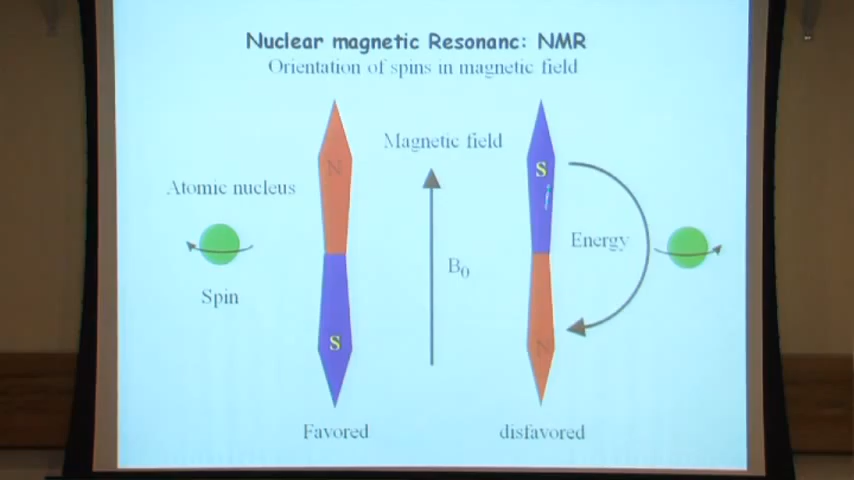 Nuclear magnetic Resonanc: NMR
Orientation of spins in magnetic field
Magnetic field
N
S
Atomic nucleus
Energy
B0
Spin
S
N
Favored
disfavored